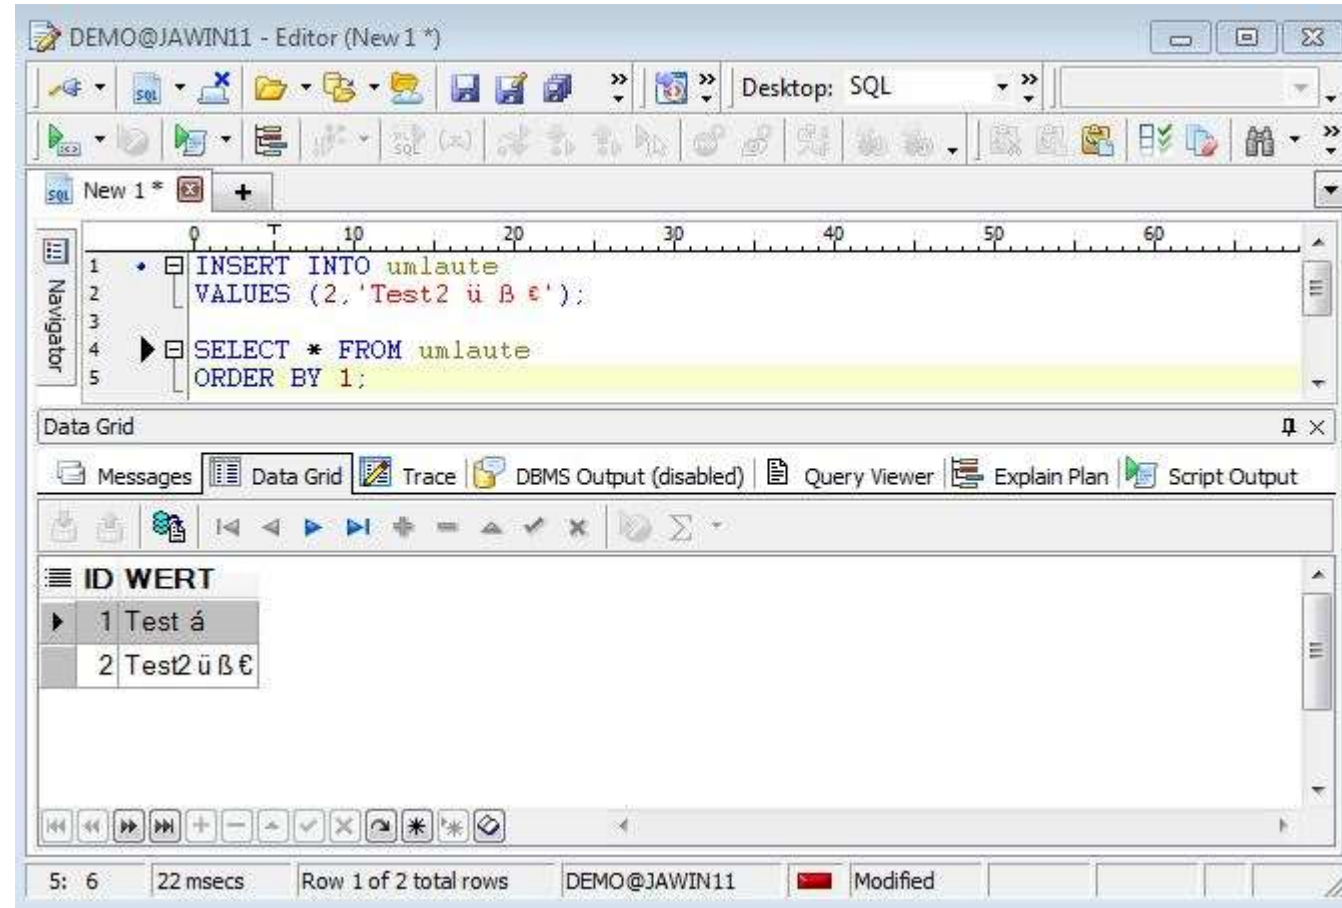 DEMO@JAWIN11 - Editor (New 1 *)
SQL Desktop: SQL
SQL (x)
SQL New 1 * +
0 10 20 30 40 50 60
Navigator
1 INSERT INTO umlaute
2 VALUES (2,'Test2 ü ß €');
3
4 SELECT * FROM umlaute
5 ORDER BY 1;
Data Grid
Messages Data Grid Trace DBMS Output (disabled) Query Viewer Explain Plan Script Output
ID WERT
1 Test á
2 Test2 ü ß €
5: 6 22 msecs Row 1 of 2 total rows DEMO@JAWIN11 Modified